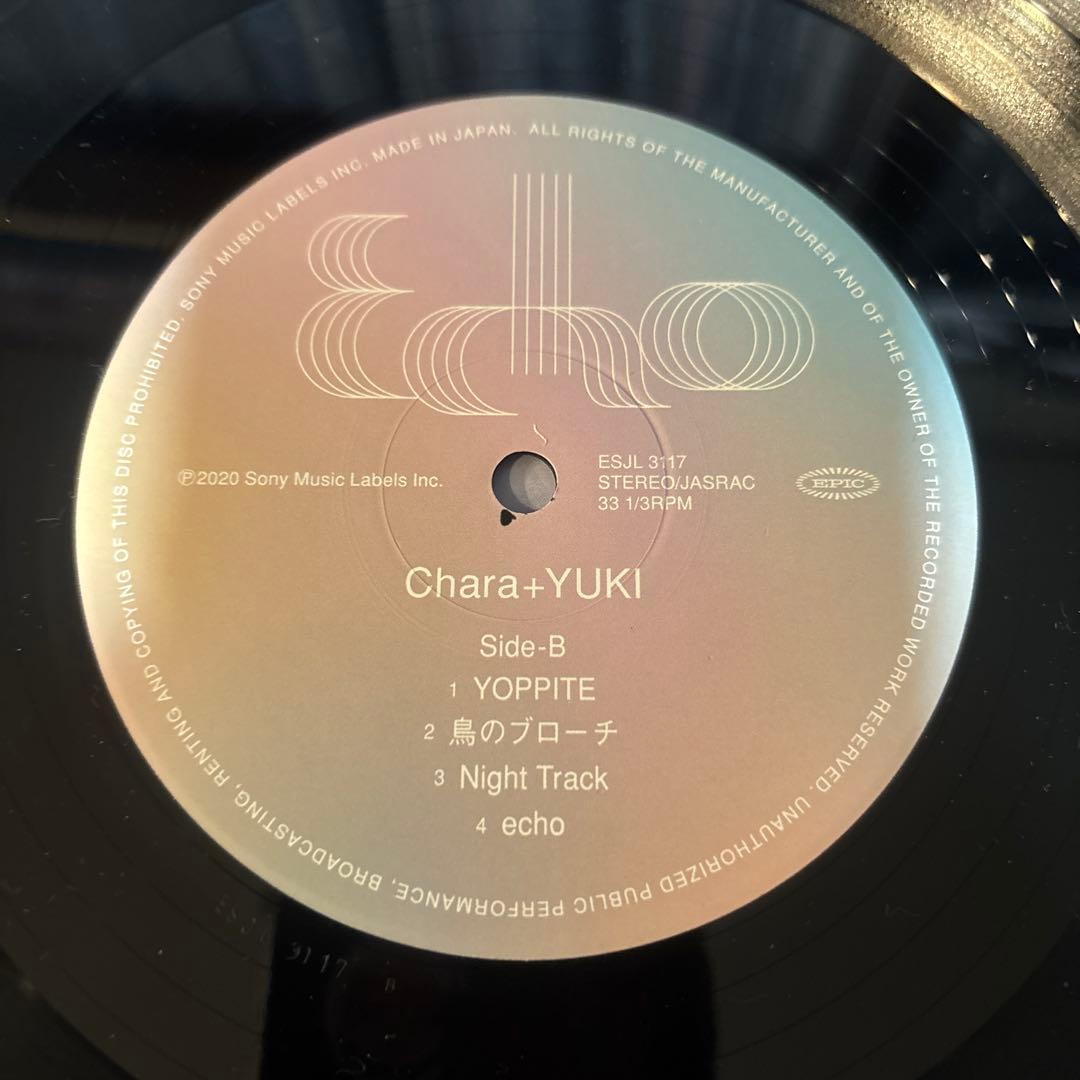 SONY MUSIC LABELS INC. MADE IN JAPAN. ALL RIGHTS OF THE MANUFACTURER AND OF THE OWNER OF THE RECORDED WORK RESERVED. UNAUTHORIZED PUBLIC PERFORMANCE, BROADCASTING, RENTING AND COPYING OF THIS DISC PROHIBITED.
Echo
℗2020 Sony Music Labels Inc.
ESJL 3117
STEREO/JASRAC
33 1/3RPM
EPIC
Chara+YUKI
Side-B
1 YOPPITE
2 鳥のブローチ
3 Night Track
4 echo
3117 B